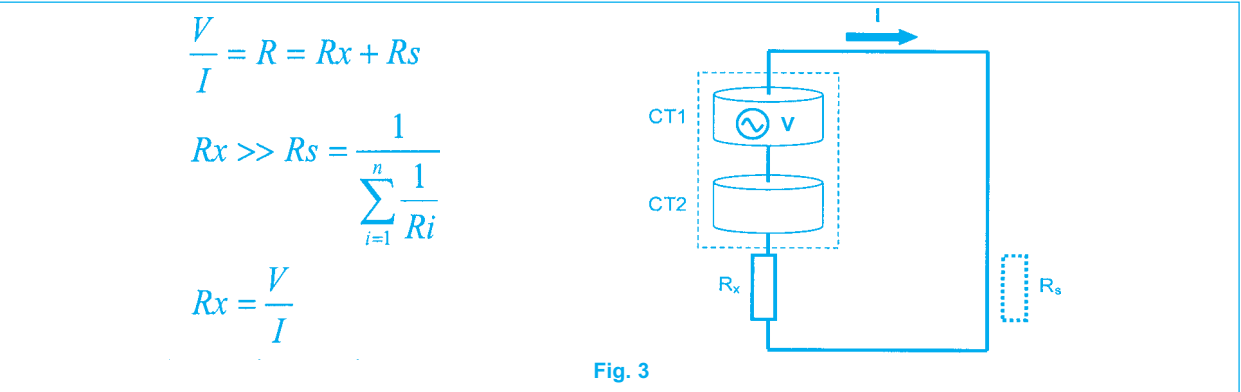 V/I = R = Rx + Rs
Rx >> Rs = 1 / (n ∑ i=1 1/Ri)
Rx = V/I
I
CT1
V
CT2
Rx
Rs
Fig. 3